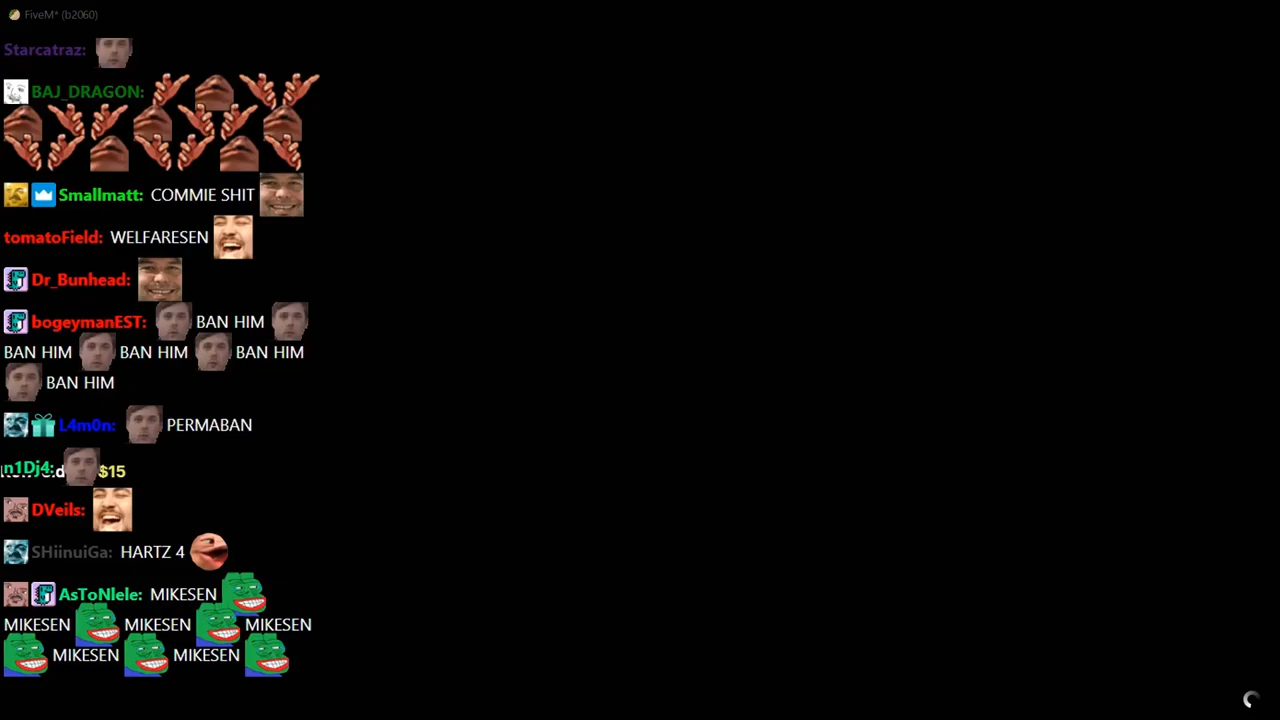 FiveM* (b2060)
Starcatraz:
BAJ_DRAGON:
Smallmatt: COMMIE SHIT
tomatoField: WELFARESEN
Dr_Bunhead:
bogeymanEST: BAN HIM
BAN HIM BAN HIM BAN HIM
BAN HIM
L4m0n: PERMABAN
n1Dj4: $15
DVeils:
SHiinuiGa: HARTZ 4
AsToNlele: MIKESEN
MIKESEN MIKESEN MIKESEN
MIKESEN MIKESEN